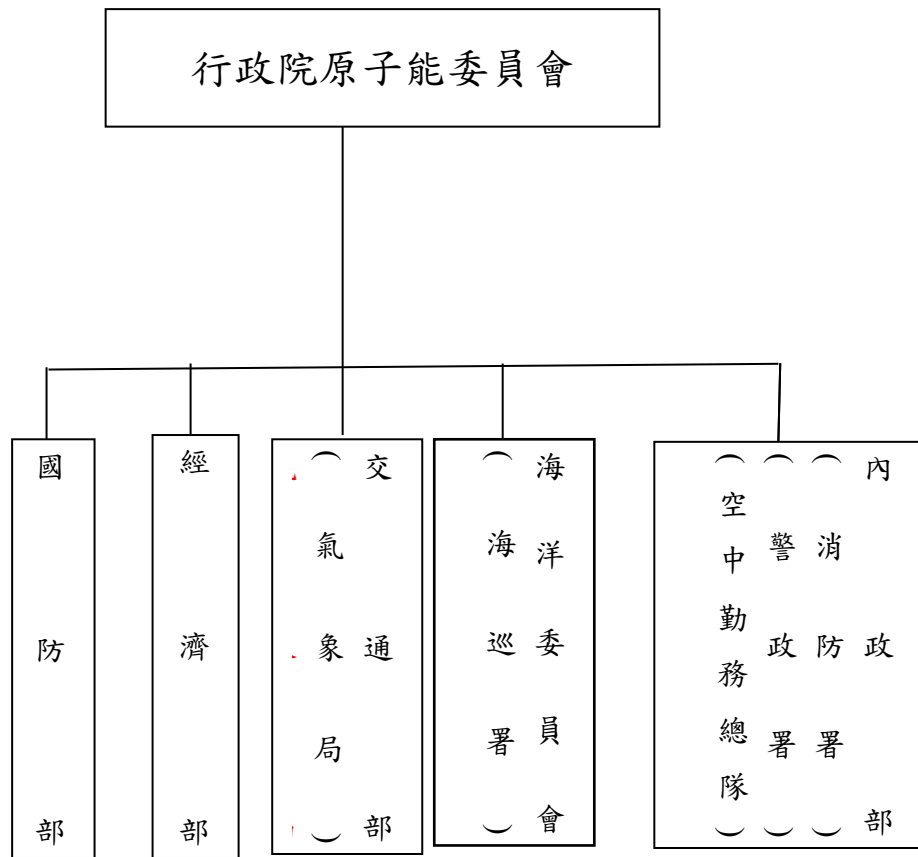 行政院原子能委員會
國防部
經濟部
交通部
（氣象局）
海洋委員會
（海巡署）
內政部
（消防署）
（警政署）
（空中勤務總隊）